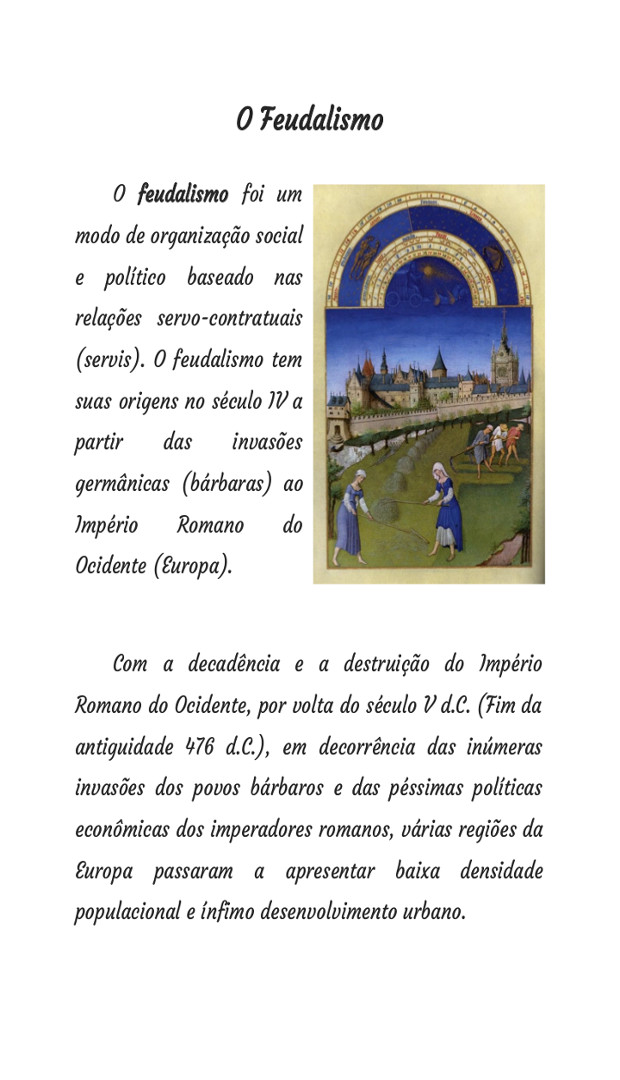 O Feudalismo
O feudalismo foi um
modo de organização social
e político baseado nas
relações servo-contratuais
(servis). O feudalismo tem
suas origens no século IV a
partir das invasões
germânicas (bárbaras) ao
Império Romano do
Ocidente (Europa).
Com a decadência e a destruição do Império
Romano do Ocidente, por volta do século V d.C. (Fim da
antiguidade 476 d.C.), em decorrência das inúmeras
invasões dos povos bárbaros e das péssimas políticas
econômicas dos imperadores romanos, várias regiões da
Europa passaram a apresentar baixa densidade
populacional e ínfimo desenvolvimento urbano.